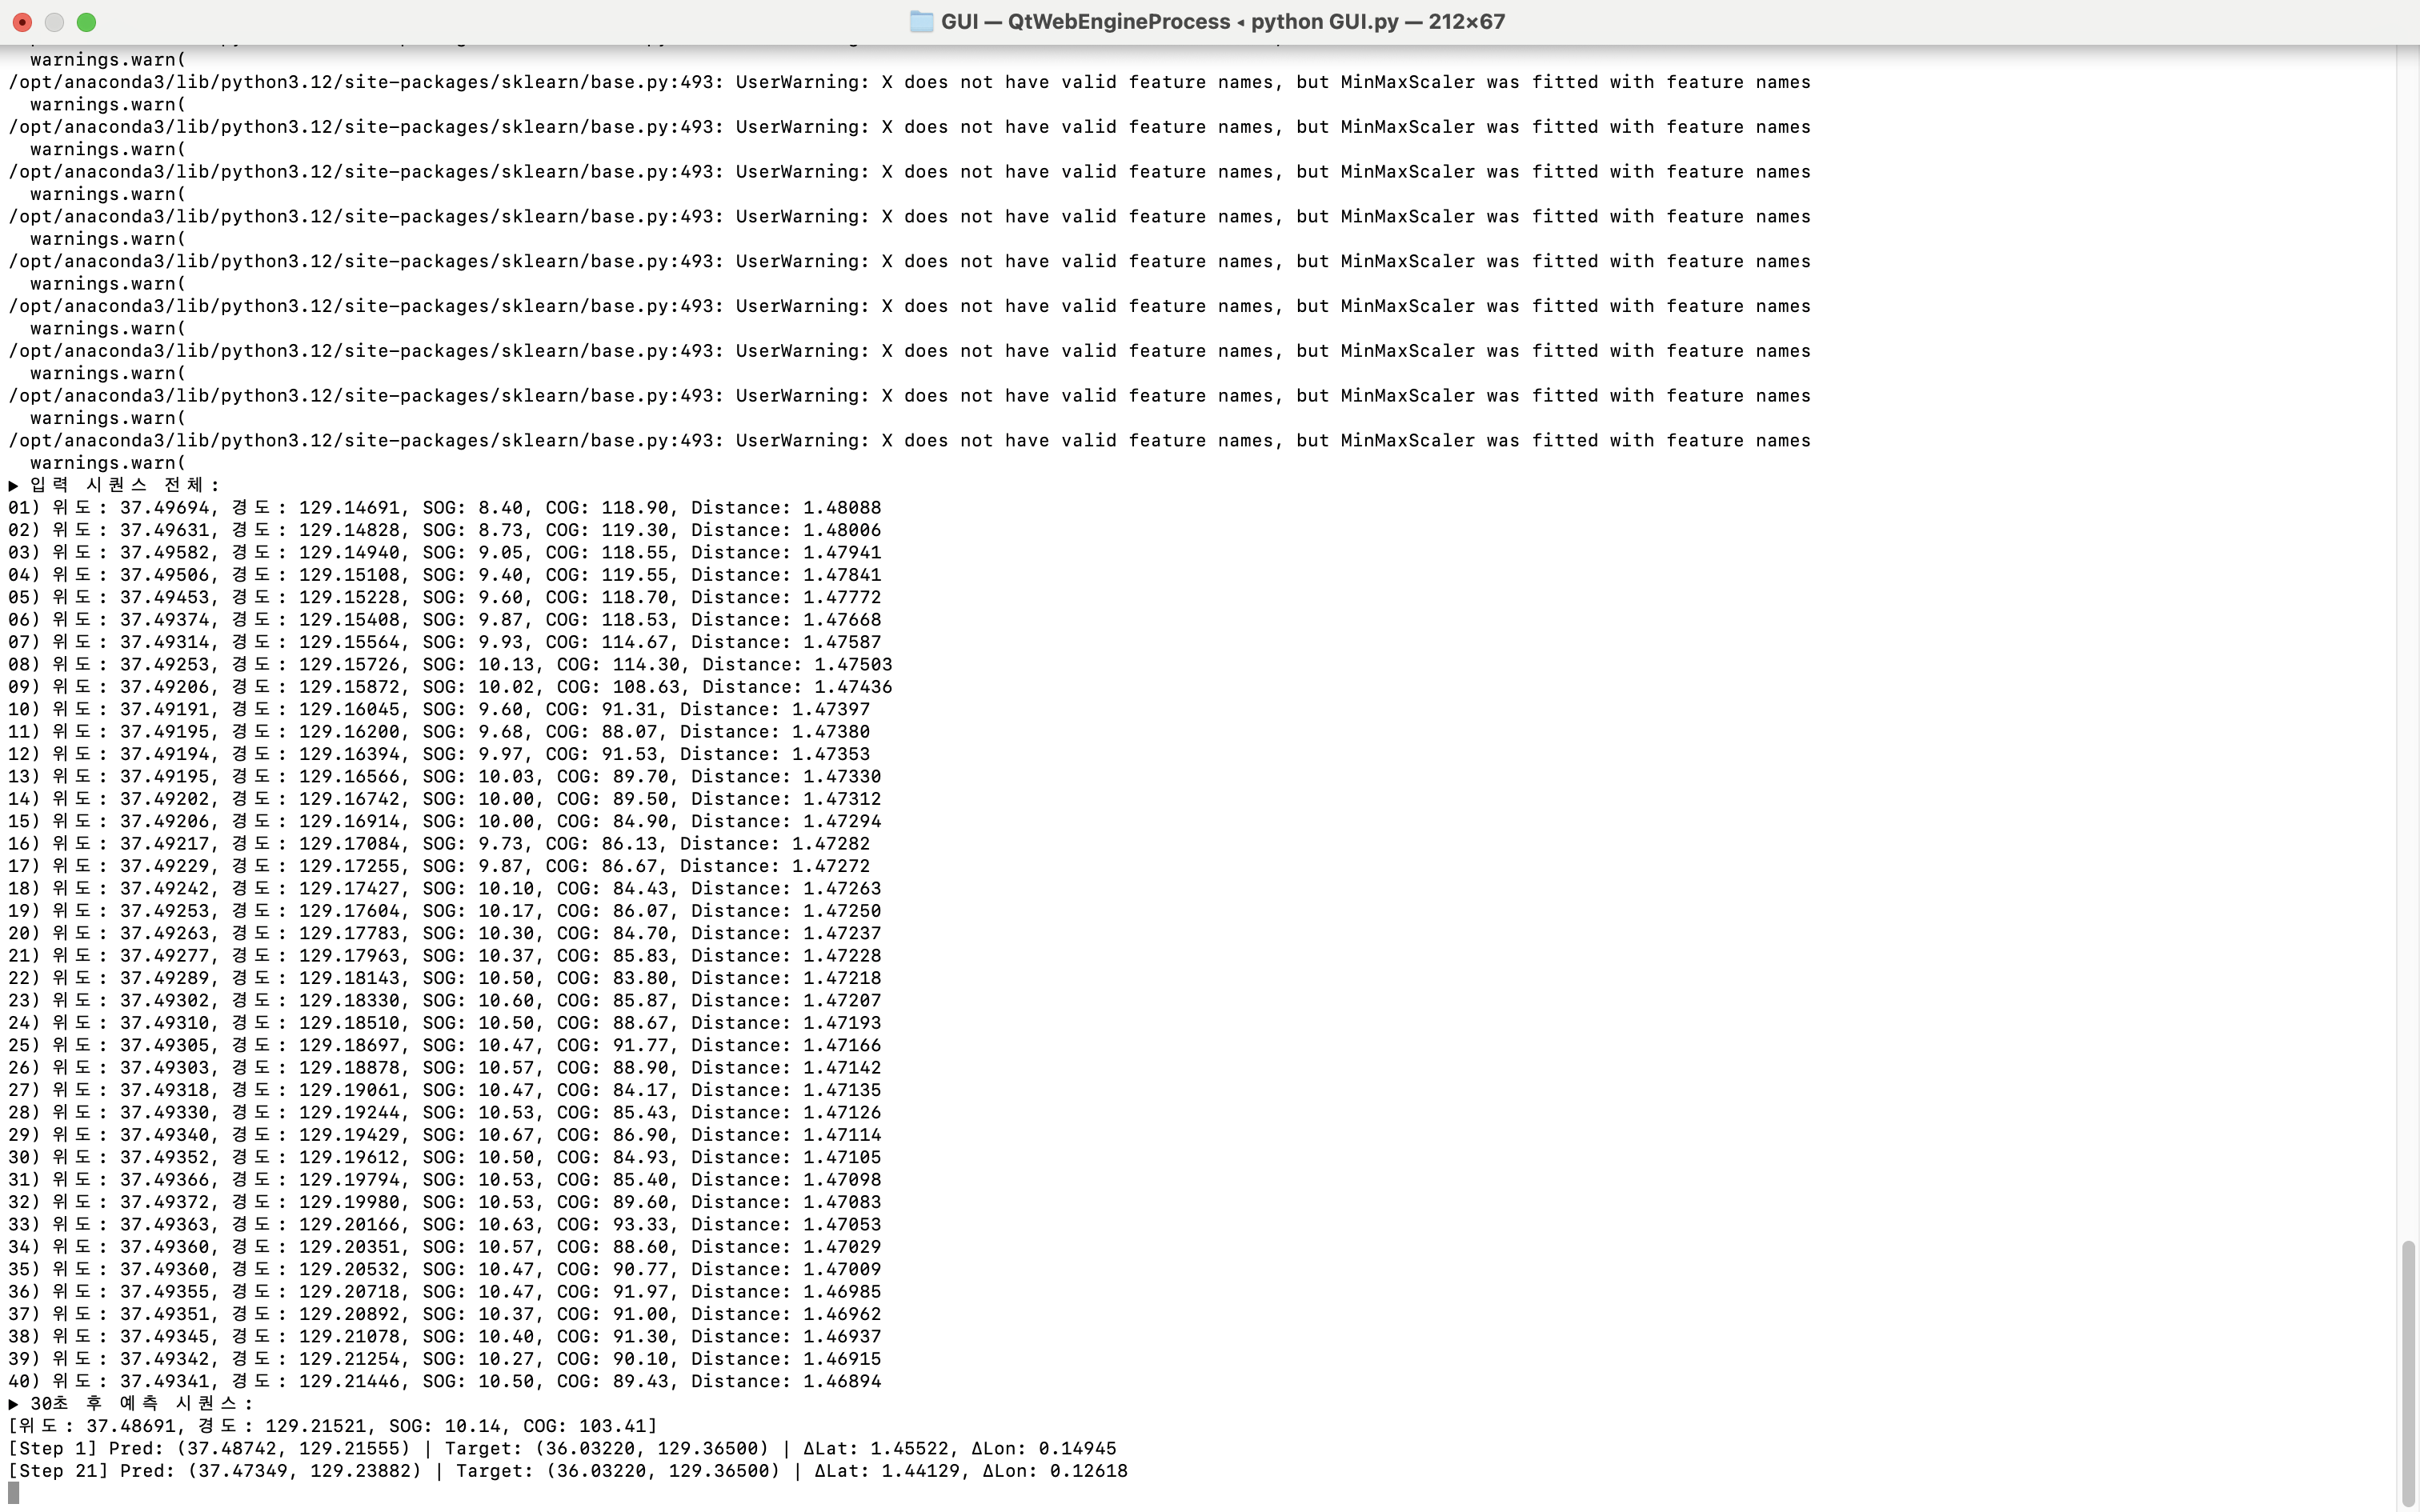 GUI — QtWebEngineProcess ◂ python GUI.py — 212×67
  warnings.warn(
/opt/anaconda3/lib/python3.12/site-packages/sklearn/base.py:493: UserWarning: X does not have valid feature names, but MinMaxScaler was fitted with feature names
  warnings.warn(
/opt/anaconda3/lib/python3.12/site-packages/sklearn/base.py:493: UserWarning: X does not have valid feature names, but MinMaxScaler was fitted with feature names
  warnings.warn(
/opt/anaconda3/lib/python3.12/site-packages/sklearn/base.py:493: UserWarning: X does not have valid feature names, but MinMaxScaler was fitted with feature names
  warnings.warn(
/opt/anaconda3/lib/python3.12/site-packages/sklearn/base.py:493: UserWarning: X does not have valid feature names, but MinMaxScaler was fitted with feature names
  warnings.warn(
/opt/anaconda3/lib/python3.12/site-packages/sklearn/base.py:493: UserWarning: X does not have valid feature names, but MinMaxScaler was fitted with feature names
  warnings.warn(
/opt/anaconda3/lib/python3.12/site-packages/sklearn/base.py:493: UserWarning: X does not have valid feature names, but MinMaxScaler was fitted with feature names
  warnings.warn(
/opt/anaconda3/lib/python3.12/site-packages/sklearn/base.py:493: UserWarning: X does not have valid feature names, but MinMaxScaler was fitted with feature names
  warnings.warn(
/opt/anaconda3/lib/python3.12/site-packages/sklearn/base.py:493: UserWarning: X does not have valid feature names, but MinMaxScaler was fitted with feature names
  warnings.warn(
/opt/anaconda3/lib/python3.12/site-packages/sklearn/base.py:493: UserWarning: X does not have valid feature names, but MinMaxScaler was fitted with feature names
  warnings.warn(
▶ 입력 시퀀스 전체:
01) 위도: 37.49694, 경도: 129.14691, SOG: 8.40, COG: 118.90, Distance: 1.48088
02) 위도: 37.49631, 경도: 129.14828, SOG: 8.73, COG: 119.30, Distance: 1.48006
03) 위도: 37.49582, 경도: 129.14940, SOG: 9.05, COG: 118.55, Distance: 1.47941
04) 위도: 37.49506, 경도: 129.15108, SOG: 9.40, COG: 119.55, Distance: 1.47841
05) 위도: 37.49453, 경도: 129.15228, SOG: 9.60, COG: 118.70, Distance: 1.47772
06) 위도: 37.49374, 경도: 129.15408, SOG: 9.87, COG: 118.53, Distance: 1.47668
07) 위도: 37.49314, 경도: 129.15564, SOG: 9.93, COG: 114.67, Distance: 1.47587
08) 위도: 37.49253, 경도: 129.15726, SOG: 10.13, COG: 114.30, Distance: 1.47503
09) 위도: 37.49206, 경도: 129.15872, SOG: 10.02, COG: 108.63, Distance: 1.47436
10) 위도: 37.49191, 경도: 129.16045, SOG: 9.60, COG: 91.31, Distance: 1.47397
11) 위도: 37.49195, 경도: 129.16200, SOG: 9.68, COG: 88.07, Distance: 1.47380
12) 위도: 37.49194, 경도: 129.16394, SOG: 9.97, COG: 91.53, Distance: 1.47353
13) 위도: 37.49195, 경도: 129.16566, SOG: 10.03, COG: 89.70, Distance: 1.47330
14) 위도: 37.49202, 경도: 129.16742, SOG: 10.00, COG: 89.50, Distance: 1.47312
15) 위도: 37.49206, 경도: 129.16914, SOG: 10.00, COG: 84.90, Distance: 1.47294
16) 위도: 37.49217, 경도: 129.17084, SOG: 9.73, COG: 86.13, Distance: 1.47282
17) 위도: 37.49229, 경도: 129.17255, SOG: 9.87, COG: 86.67, Distance: 1.47272
18) 위도: 37.49242, 경도: 129.17427, SOG: 10.10, COG: 84.43, Distance: 1.47263
19) 위도: 37.49253, 경도: 129.17604, SOG: 10.17, COG: 86.07, Distance: 1.47250
20) 위도: 37.49263, 경도: 129.17783, SOG: 10.30, COG: 84.70, Distance: 1.47237
21) 위도: 37.49277, 경도: 129.17963, SOG: 10.37, COG: 85.83, Distance: 1.47228
22) 위도: 37.49289, 경도: 129.18143, SOG: 10.50, COG: 83.80, Distance: 1.47218
23) 위도: 37.49302, 경도: 129.18330, SOG: 10.60, COG: 85.87, Distance: 1.47207
24) 위도: 37.49310, 경도: 129.18510, SOG: 10.50, COG: 88.67, Distance: 1.47193
25) 위도: 37.49305, 경도: 129.18697, SOG: 10.47, COG: 91.77, Distance: 1.47166
26) 위도: 37.49303, 경도: 129.18878, SOG: 10.57, COG: 88.90, Distance: 1.47142
27) 위도: 37.49318, 경도: 129.19061, SOG: 10.47, COG: 84.17, Distance: 1.47135
28) 위도: 37.49330, 경도: 129.19244, SOG: 10.53, COG: 85.43, Distance: 1.47126
29) 위도: 37.49340, 경도: 129.19429, SOG: 10.67, COG: 86.90, Distance: 1.47114
30) 위도: 37.49352, 경도: 129.19612, SOG: 10.50, COG: 84.93, Distance: 1.47105
31) 위도: 37.49366, 경도: 129.19794, SOG: 10.53, COG: 85.40, Distance: 1.47098
32) 위도: 37.49372, 경도: 129.19980, SOG: 10.53, COG: 89.60, Distance: 1.47083
33) 위도: 37.49363, 경도: 129.20166, SOG: 10.63, COG: 93.33, Distance: 1.47053
34) 위도: 37.49360, 경도: 129.20351, SOG: 10.57, COG: 88.60, Distance: 1.47029
35) 위도: 37.49360, 경도: 129.20532, SOG: 10.47, COG: 90.77, Distance: 1.47009
36) 위도: 37.49355, 경도: 129.20718, SOG: 10.47, COG: 91.97, Distance: 1.46985
37) 위도: 37.49351, 경도: 129.20892, SOG: 10.37, COG: 91.00, Distance: 1.46962
38) 위도: 37.49345, 경도: 129.21078, SOG: 10.40, COG: 91.30, Distance: 1.46937
39) 위도: 37.49342, 경도: 129.21254, SOG: 10.27, COG: 90.10, Distance: 1.46915
40) 위도: 37.49341, 경도: 129.21446, SOG: 10.50, COG: 89.43, Distance: 1.46894
▶ 30초 후 예측 시퀀스:
[위도: 37.48691, 경도: 129.21521, SOG: 10.14, COG: 103.41]
[Step 1] Pred: (37.48742, 129.21555) | Target: (36.03220, 129.36500) | ΔLat: 1.45522, ΔLon: 0.14945
[Step 21] Pred: (37.47349, 129.23882) | Target: (36.03220, 129.36500) | ΔLat: 1.44129, ΔLon: 0.12618